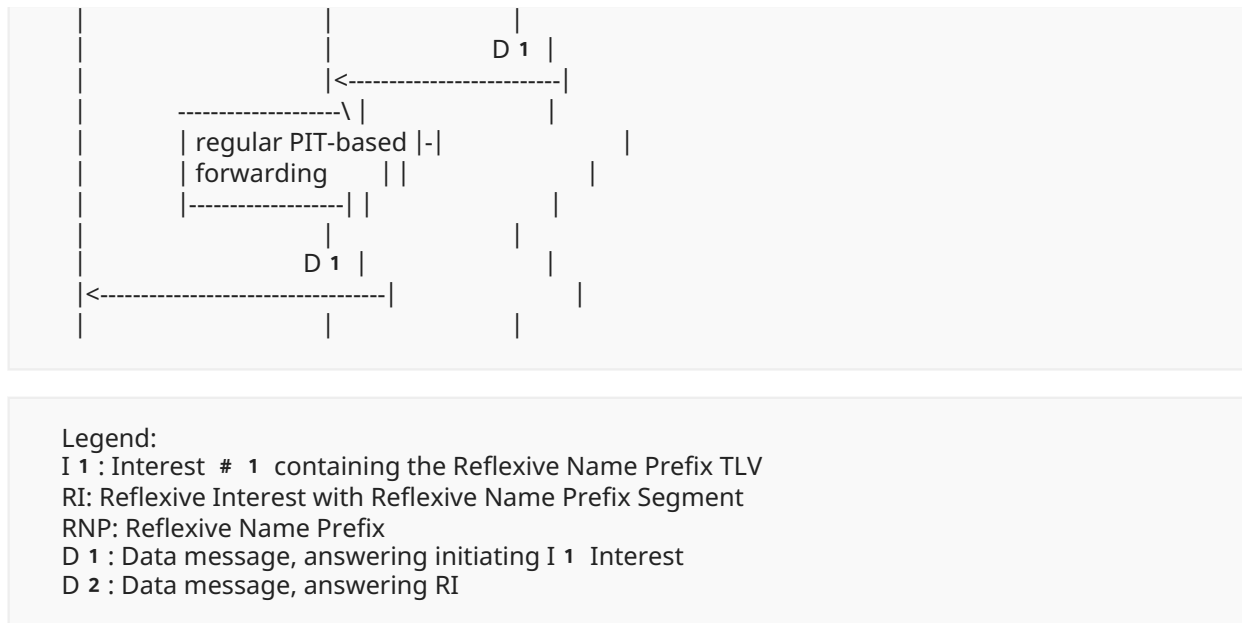 |                                   |                          |
|                                   |                       D 1  |
|                                   |<--------------------------|
|             --------------------\ |                          |
|             | regular PIT-based |-|                          |
|             | forwarding        | |                          |
|             |-------------------| |                          |
|                                   |                          |
|                               D 1  |                          |
|<-----------------------------------|                          |
|                                   |                          |
Legend:
I 1 : Interest # 1 containing the Reflexive Name Prefix TLV
RI: Reflexive Interest with Reflexive Name Prefix Segment
RNP: Reflexive Name Prefix
D 1 : Data message, answering initiating I 1 Interest
D 2 : Data message, answering RI